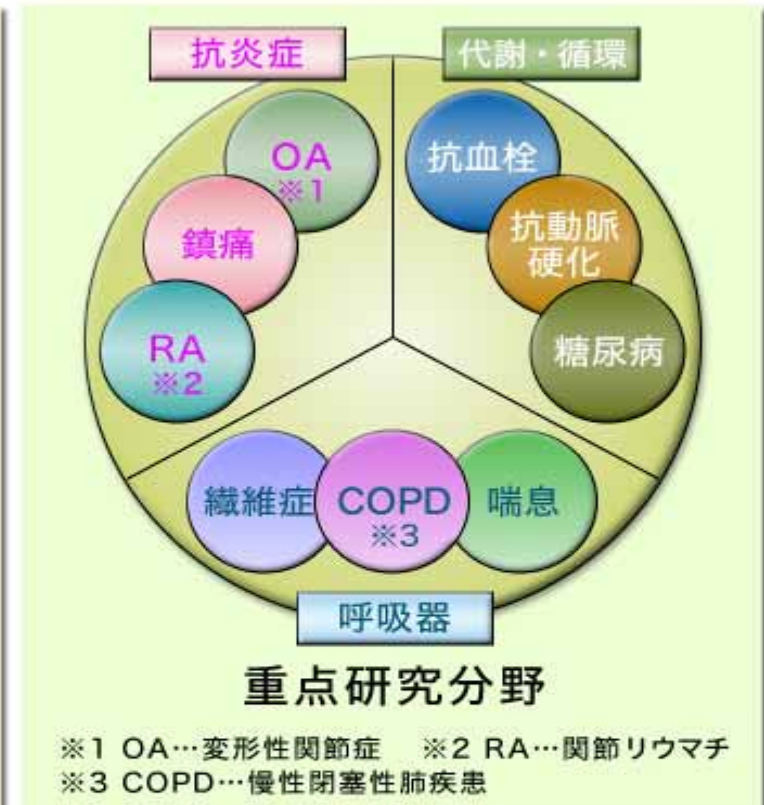 抗炎症
代謝・循環
OA
※1
鎮痛
RA
※2
抗血栓
抗動脈
硬化
糖尿病
繊維症
COPD
※3
喘息
呼吸器
重点研究分野
※1 OA…変形性関節症 ※2 RA…関節リウマチ
※3 COPD…慢性閉塞性肺疾患